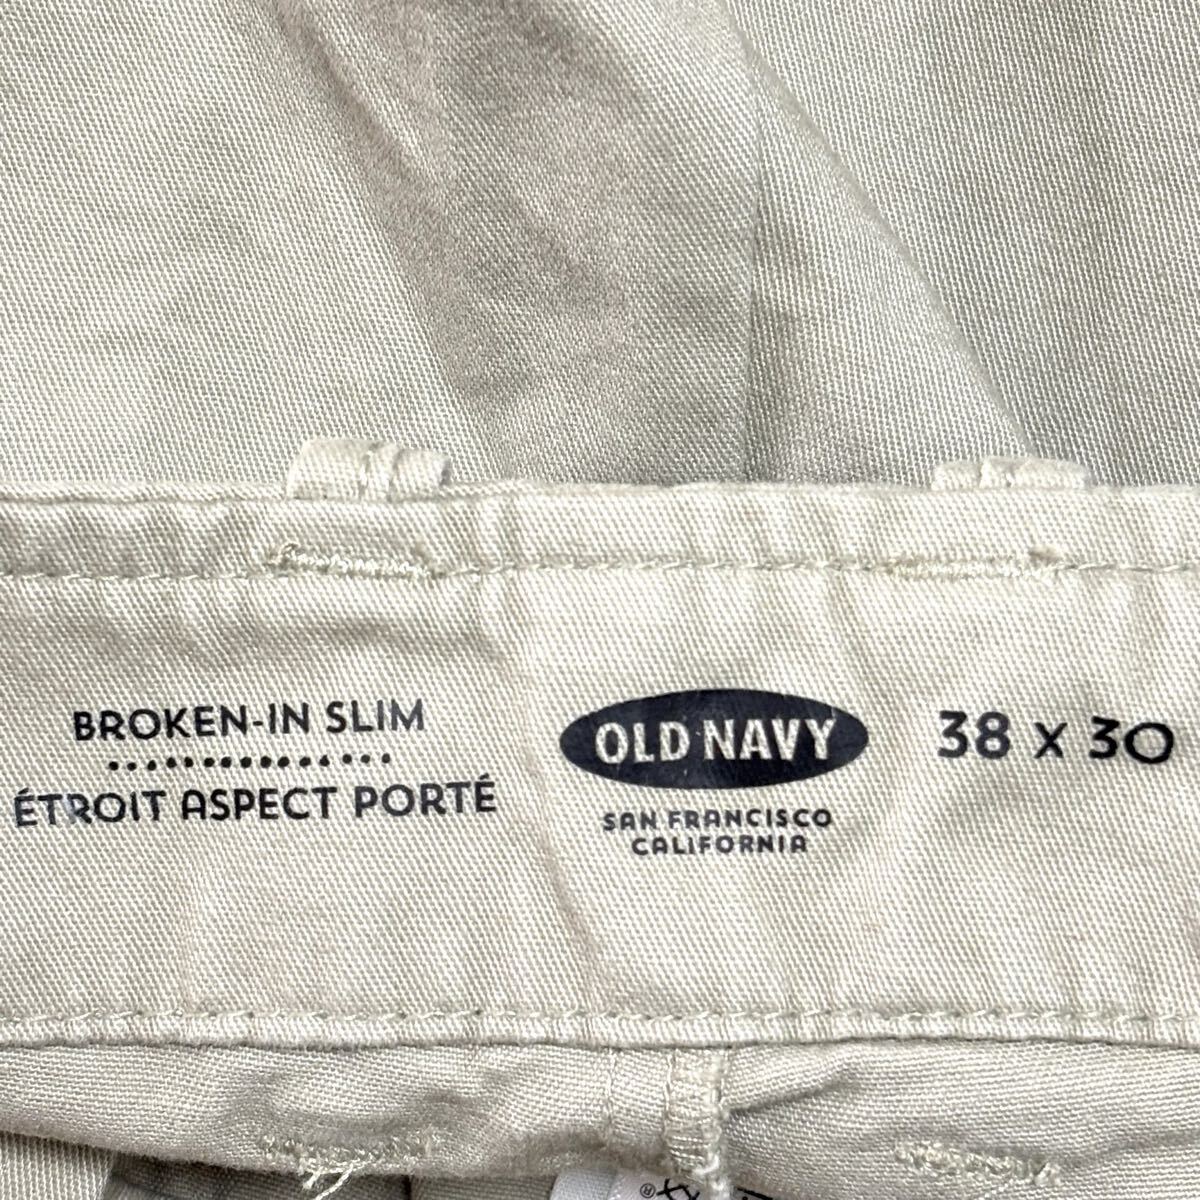 BROKEN-IN SLIM
ÉTROIT ASPECT PORTÉ
OLD NAVY
SAN FRANCISCO
CALIFORNIA
38 x 30